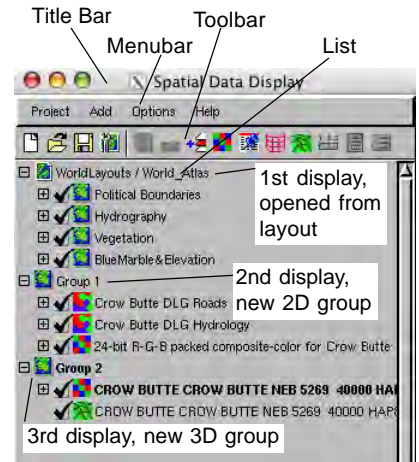 Title Bar
Toolbar
Menubar
List
Spatial Data Display
Project Add Options Help
WorldLayouts / World_Atlas
1st display,
opened from
layout
Political Boundaries
Hydrography
Vegetation
BlueMarble&Elevation
Group 1
2nd display,
new 2D group
Crow Butte DLG Roads
Crow Butte DLG Hydrology
24-bit R-G-B packed composite-color for Crow Butte
Group 2
CROW BUTTE CROW BUTTE NEB 5269 40000 HA
CROW BUTTE CROW BUTTE NEB 5269 40000 HAP
3rd display, new 3D group